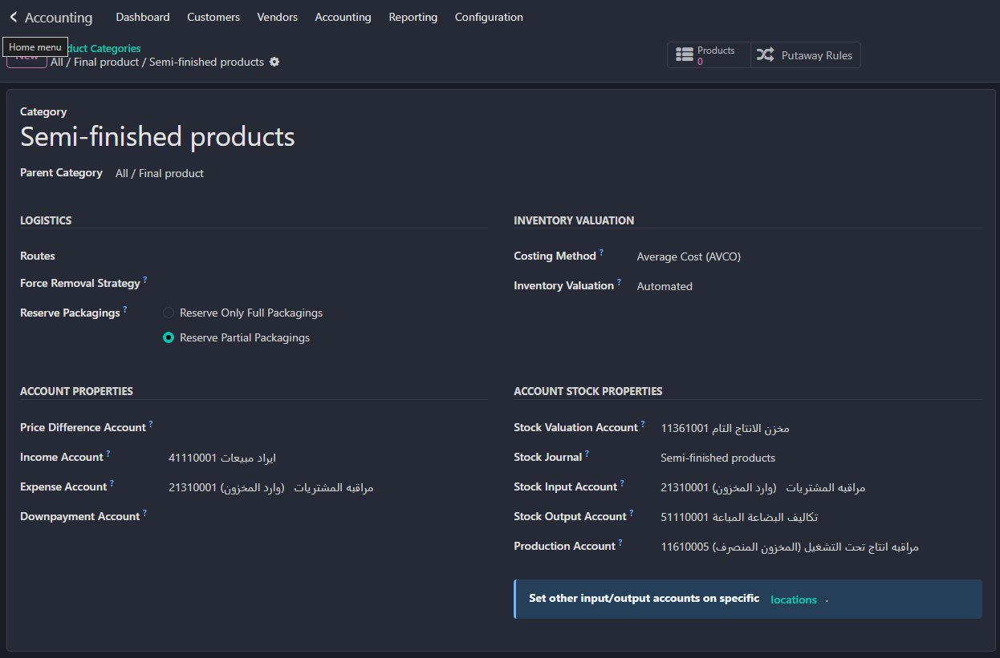 Accounting Dashboard Customers Vendors Accounting Reporting Configuration
Home menu
duct Categories
New
All / Final product / Semi-finished products
Products
0
Putaway Rules
Category
Semi-finished products
Parent Category All / Final product
LOGISTICS
Routes
Force Removal Strategy ?
Reserve Packagings ? Reserve Only Full Packagings
Reserve Partial Packagings
INVENTORY VALUATION
Costing Method ? Average Cost (AVCO)
Inventory Valuation ? Automated
ACCOUNT PROPERTIES
Price Difference Account ?
Income Account ? 41110001 ايراد مبيعات
Expense Account ? 21310001 مراقبه المشتريات (وارد المخزون)
Downpayment Account ?
ACCOUNT STOCK PROPERTIES
Stock Valuation Account ? 11361001 مخزن الانتاج التام
Stock Journal ? Semi-finished products
Stock Input Account ? 21310001 مراقبه المشتريات (وارد المخزون)
Stock Output Account ? 51110001 تكاليف البضاعة المباعة
Production Account ? 11610005 مراقبه انتاج تحت التشغيل (المخزون المنصرف)
Set other input/output accounts on specific locations .